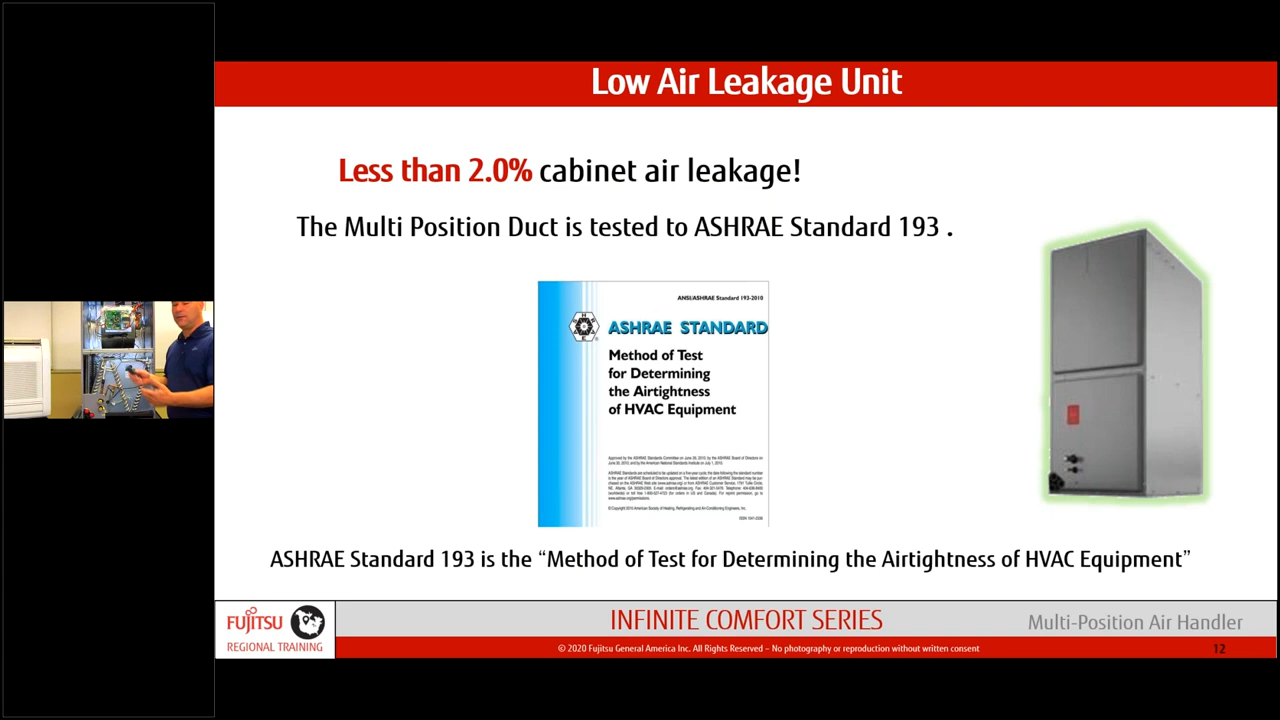 Low Air Leakage Unit
Less than 2.0% cabinet air leakage!
The Multi Position Duct is tested to ASHRAE Standard 193 .
ANSI/ASHRAE Standard 193-2010
ASHRAE STANDARD
Method of Test
for Determining
the Airtightness
of HVAC Equipment
ASHRAE Standard 193 is the “Method of Test for Determining the Airtightness of HVAC Equipment”
FUJITSU
REGIONAL TRAINING
INFINITE COMFORT SERIES
Multi-Position Air Handler
© 2020 Fujitsu General America Inc. All Rights Reserved – No photography or reproduction without written consent
12